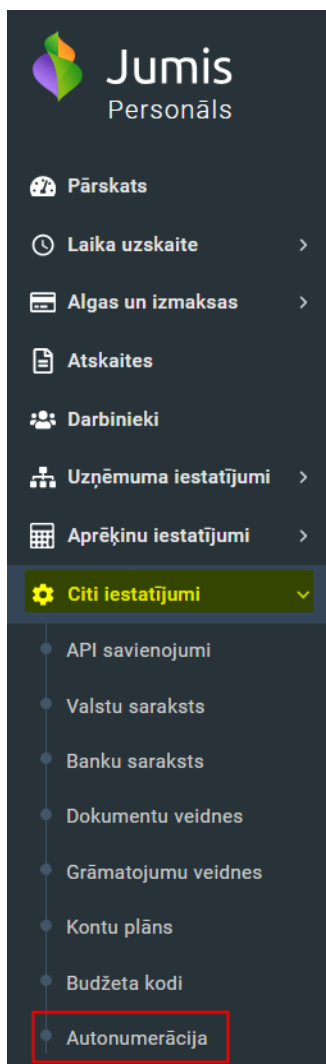 Jumis
Personāls
Pārskats
Laika uzskaite
Algas un izmaksas
Atskaites
Darbinieki
Uzņēmuma iestatījumi
Aprēķinu iestatījumi
Citi iestatījumi
API savienojumi
Valstu saraksts
Banku saraksts
Dokumentu veidnes
Grāmatojumu veidnes
Kontu plāns
Budžeta kodi
Autonumerācija